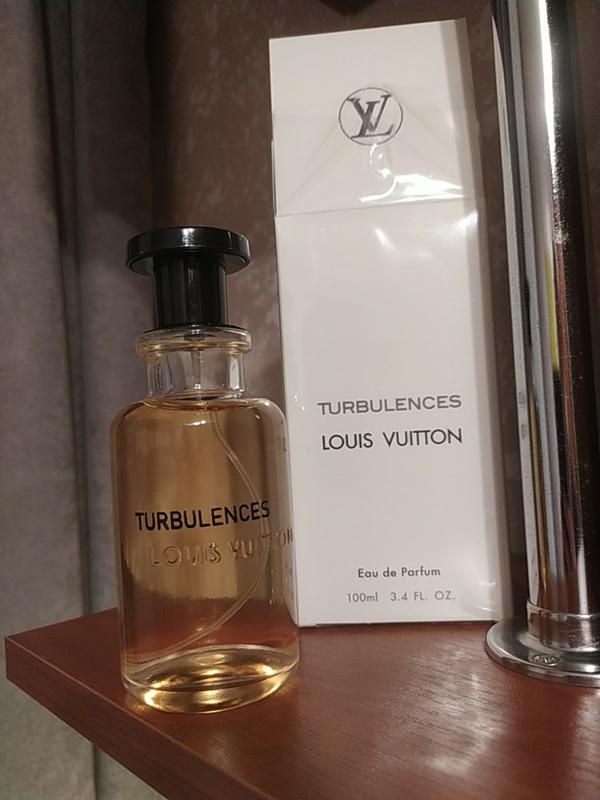 LV
TURBULENCES
LOUIS VUITTON
Eau de Parfum
100ml 3.4 FL. OZ.
TURBULENCES
LOUIS VUITTON